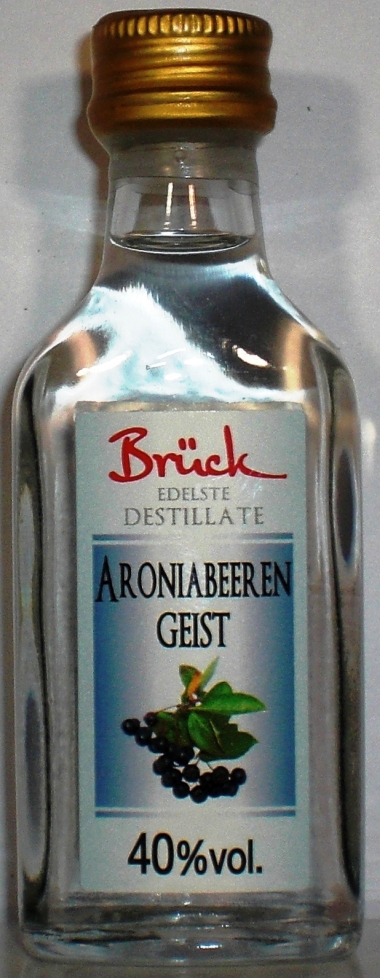 Brück
EDELSTE
DESTILLATE
ARONIABEEREN
GEIST
40%vol.